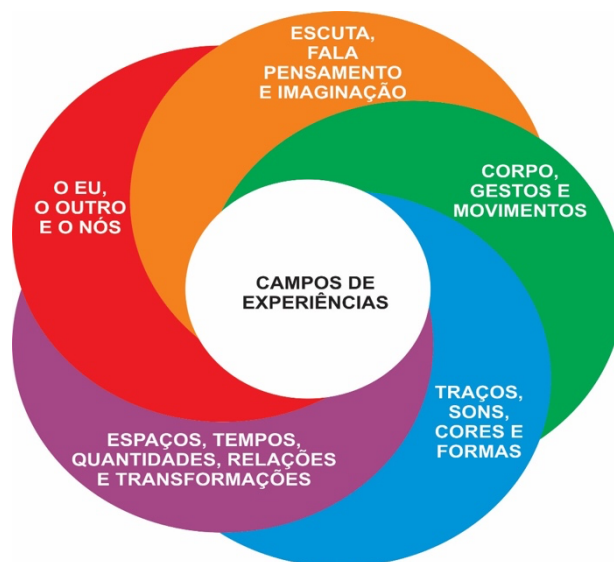 ESCUTA,
FALA
PENSAMENTO
E IMAGINAÇÃO
CORPO,
GESTOS E
MOVIMENTOS
O EU,
O OUTRO
E O NÓS
CAMPOS DE
EXPERIÊNCIAS
TRAÇOS,
SONS,
CORES E
FORMAS
ESPAÇOS, TEMPOS,
QUANTIDADES, RELAÇÕES
E TRANSFORMAÇÕES